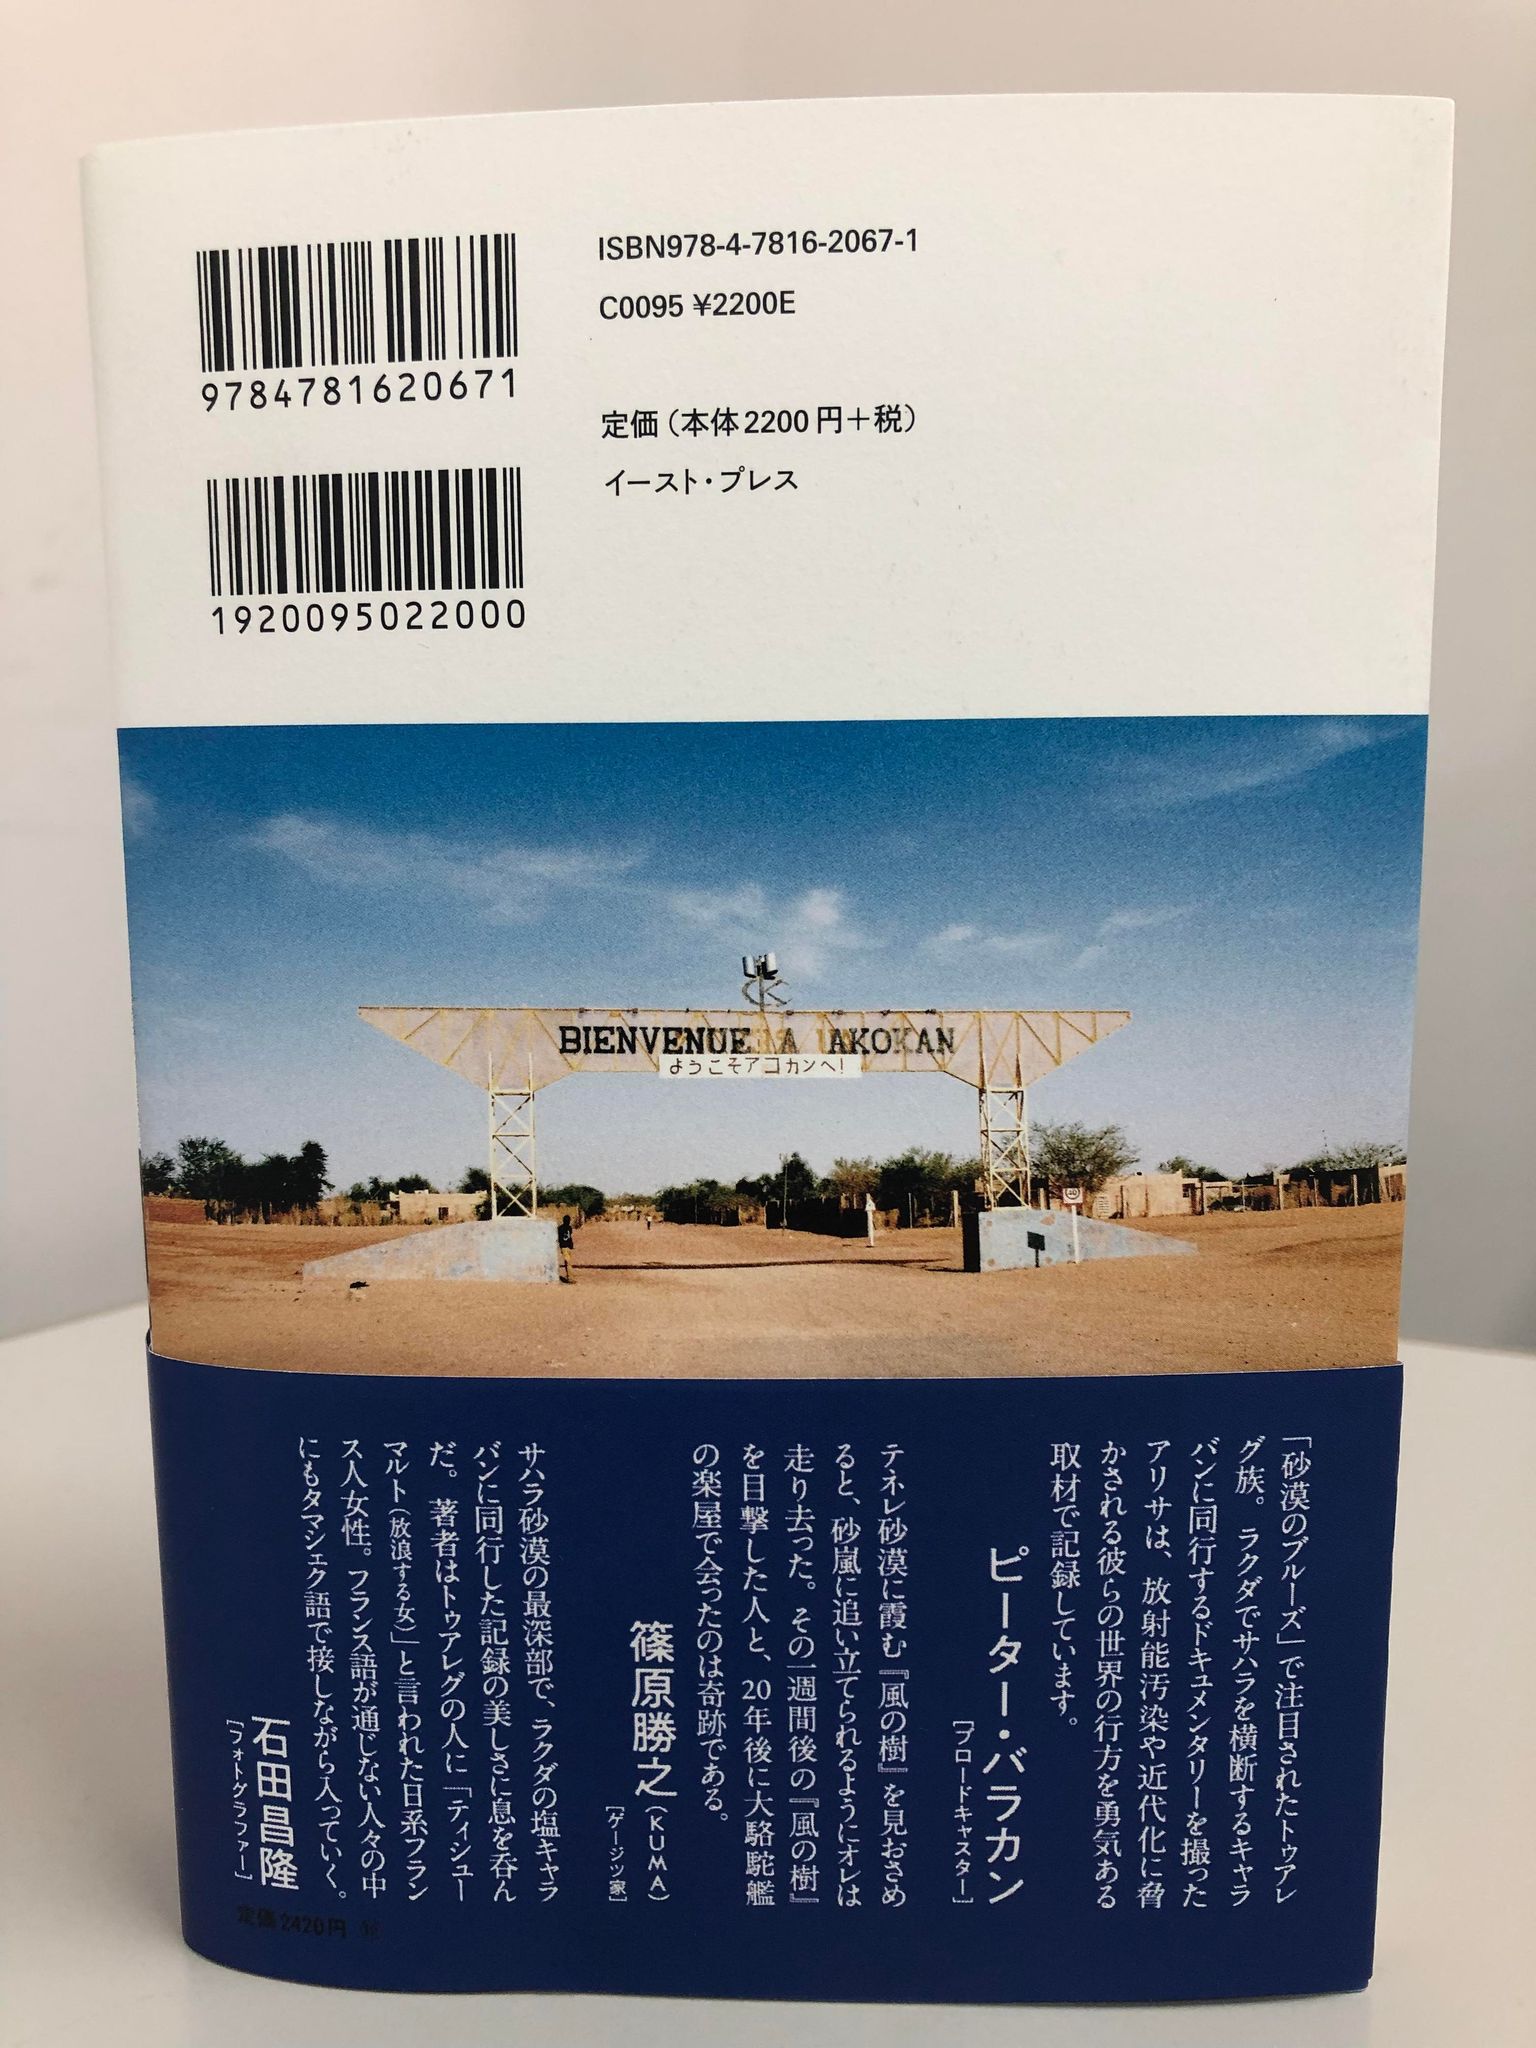 ISBN978-4-7816-2067-1
C0095 ¥2200E
9784781620671
定価（本体2200円＋税）
イースト・プレス
1920095022000
CK
BIENVENUE A AKOKAN
ようこそアコカンへ！
40
「砂漠のブルーズ」で注目されたトゥアレ
グ族。ラクダでサハラを横断するキャラ
バンに同行するドキュメンタリーを撮った
アリサは、放射能汚染や近代化に脅
かされる彼らの世界の行方を勇気ある
取材で記録しています。
ピーター・バラカン
［ブロードキャスター］
テネレ砂漠に霞む『風の樹』を見おさめ
ると、砂嵐に追い立てられるようにオレは
走り去った。その一週間後の『風の樹』
を目撃した人と、20年後に大駱駝艦
の楽屋で会ったのは奇跡である。
篠原勝之（KUMA）
［ゲージツ家］
サハラ砂漠の最深部で、ラクダの塩キャラ
バンに同行した記録の美しさに息を呑ん
だ。著者はトゥアレグの人に「ティシュー
マルト（放浪する女）」と言われた日系フラン
ス人女性。フランス語が通じない人々の中
にもタマシェク語で接しながら入っていく。
石田昌隆
［フォトグラファー］
定価2420円